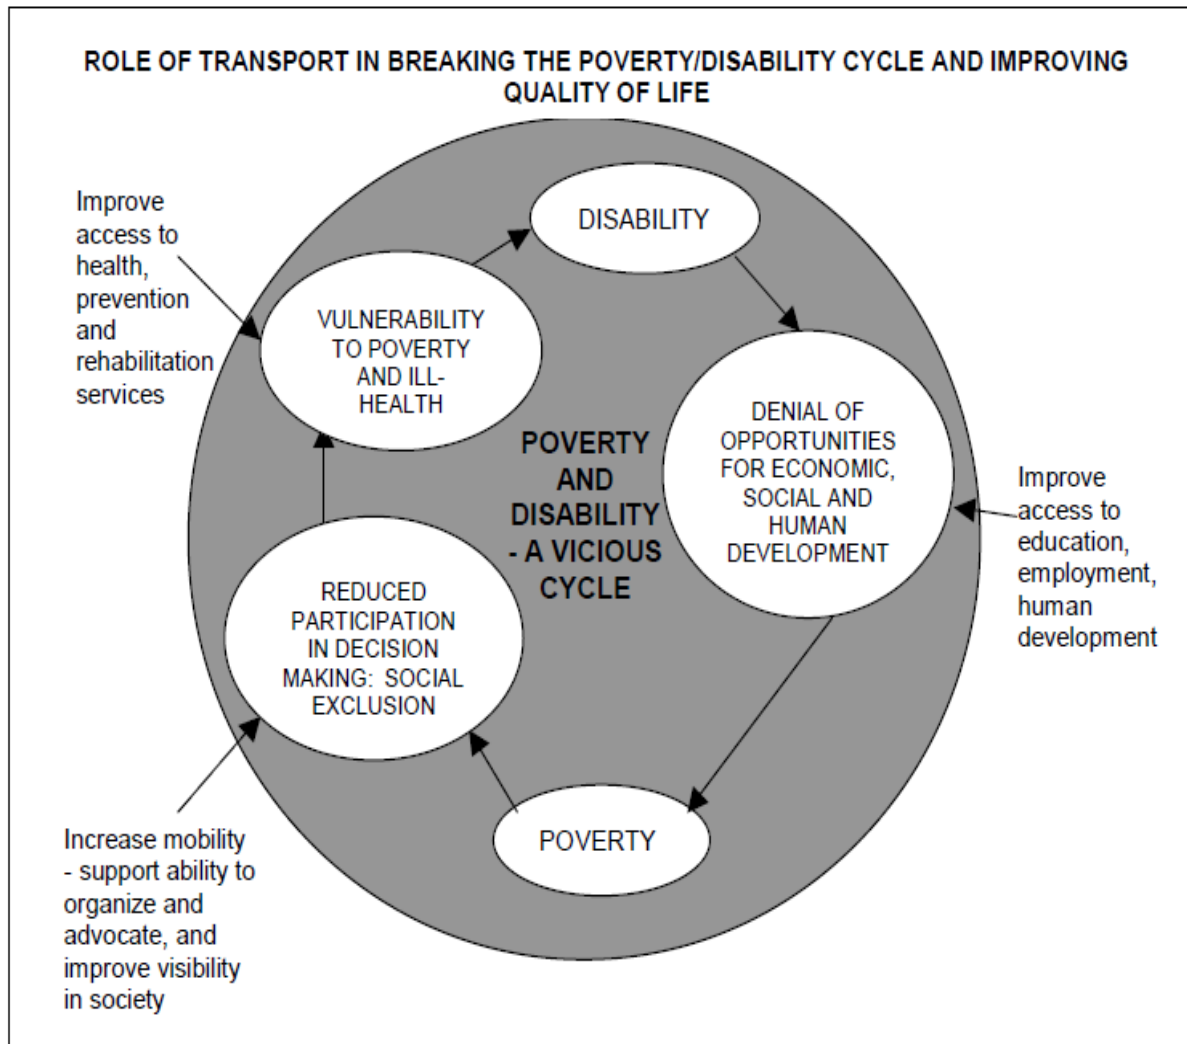 ROLE OF TRANSPORT IN BREAKING THE POVERTY/DISABILITY CYCLE AND IMPROVING
QUALITY OF LIFE
Improve
access to
health,
prevention
and
rehabilitation
services
DISABILITY
VULNERABILITY
TO POVERTY
AND ILL-
HEALTH
DENIAL OF
OPPORTUNITIES
FOR ECONOMIC,
SOCIAL AND
HUMAN
DEVELOPMENT
POVERTY
AND
DISABILITY
- A VICIOUS
CYCLE
Improve
access to
education,
employment,
human
development
REDUCED
PARTICIPATION
IN DECISION
MAKING:  SOCIAL
EXCLUSION
POVERTY
Increase mobility
- support ability to
organize and
advocate, and
improve visibility
in society